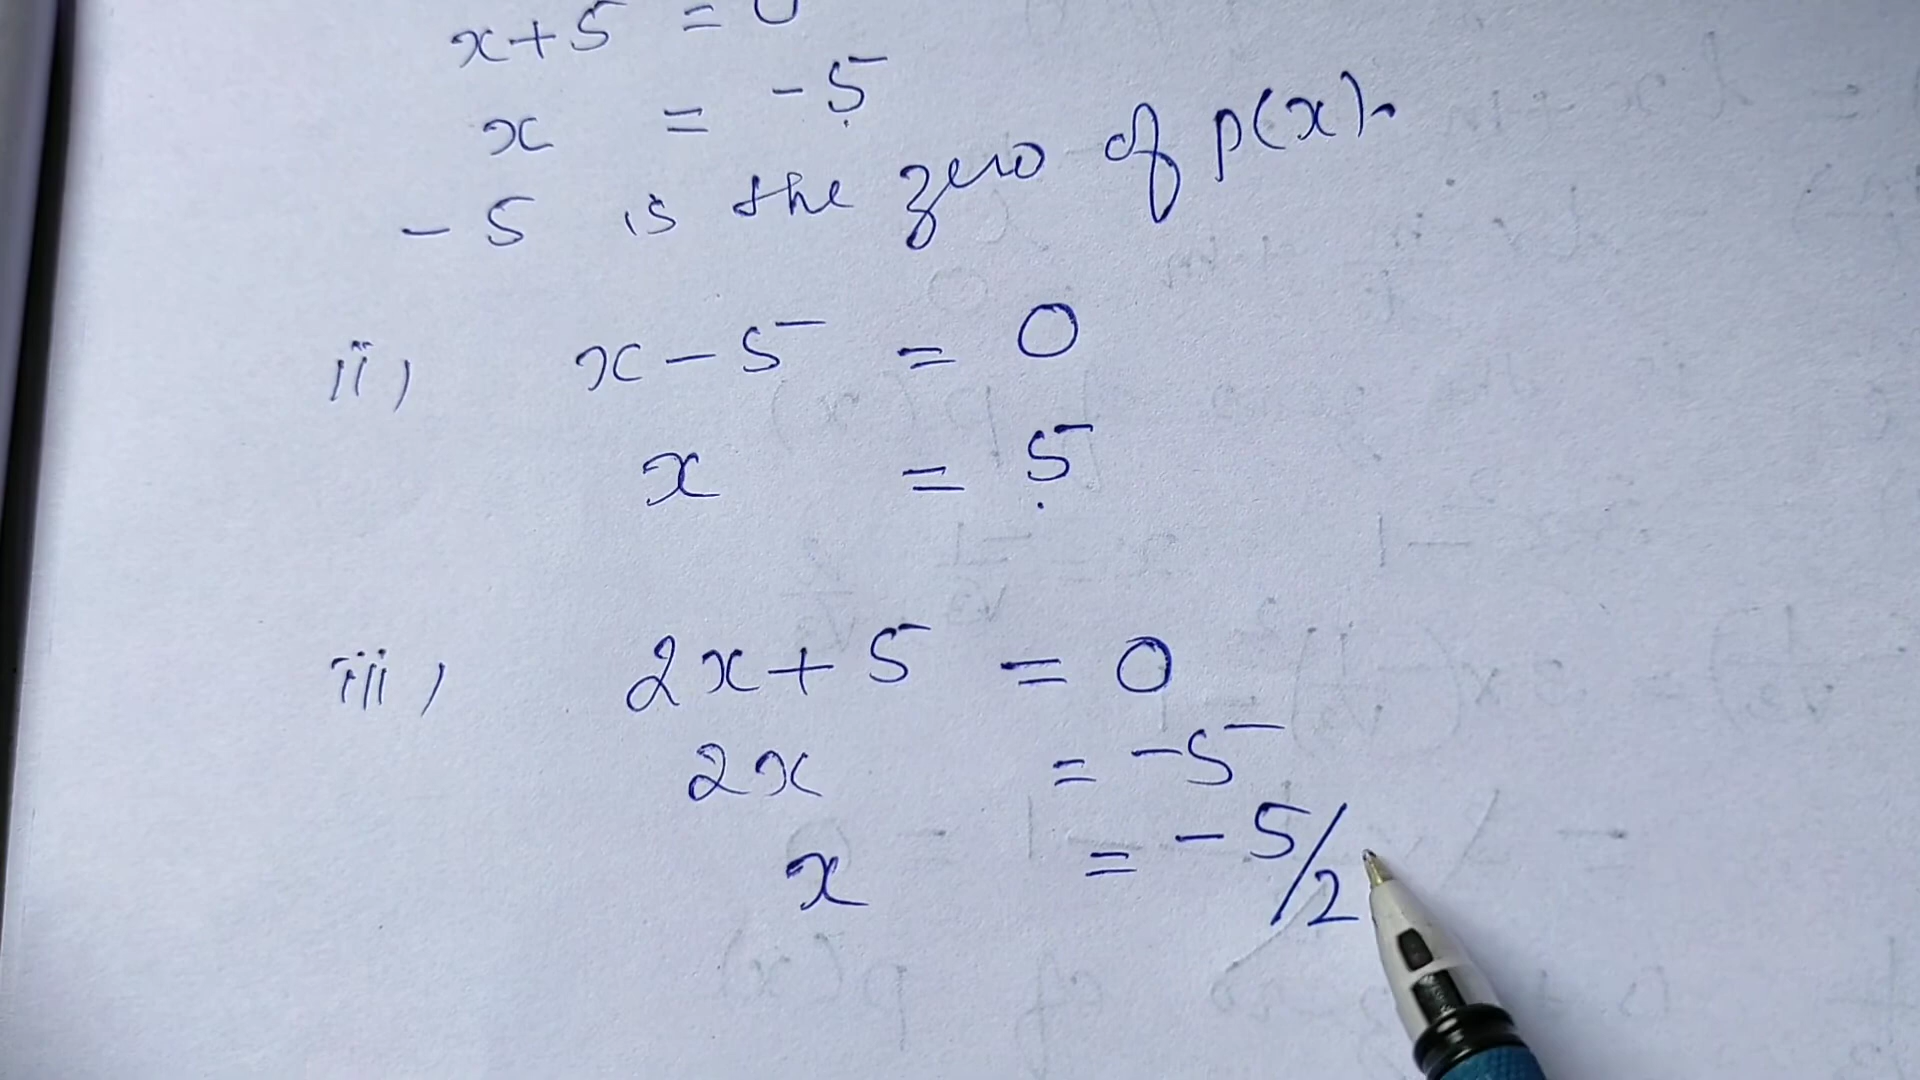 x+5 = 0
x = -5
-5 is the zero of p(x).
ii) x-5 = 0
x = 5
iii) 2x+5 = 0
2x = -5
x = -5/2